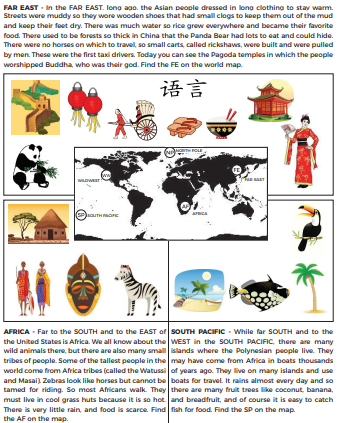 FAR EAST - In the FAR EAST, long ago, the Asian people dressed in long clothing to stay warm.
Streets were muddy so they wore wooden shoes that had small clogs to keep them out of the mud
and keep their feet dry. There was much water so rice grew everywhere and became their favorite
food. There used to be forests so thick in China that the Panda Bear had lots to eat and could hide.
There were no horses on which to travel, so small carts, called rickshaws, were built and were pulled
by men. These were the first taxi drivers. Today you can see the Pagoda temples in which the people
worshipped Buddha, who was their god. Find the FE on the world map.
语言
NP NORTH POLE
WILD WEST WW
FE
FAR EAST
AF
AFRICA
SP SOUTH PACIFIC
AFRICA - Far to the SOUTH and to the EAST of
the United States is Africa. We all know about the
wild animals there, but there are also many small
tribes of people. Some of the tallest people in the
world come from Africa tribes (called the Watussi
and Masai). Zebras look like horses but cannot be
tamed for riding. So most Africans walk. They
must live in cool grass huts because it is so hot.
There is very little rain, and food is scarce. Find
the AF on the map.
SOUTH PACIFIC - While far SOUTH and to the
WEST in the SOUTH PACIFIC, there are many
islands where the Polynesian people live. They
may have come from Africa in boats thousands
of years ago. They live on many islands and use
boats for travel. It rains almost every day and so
there are many fruit trees like coconut, banana,
and breadfruit, and of course it is easy to catch
fish for food. Find the SP on the map.